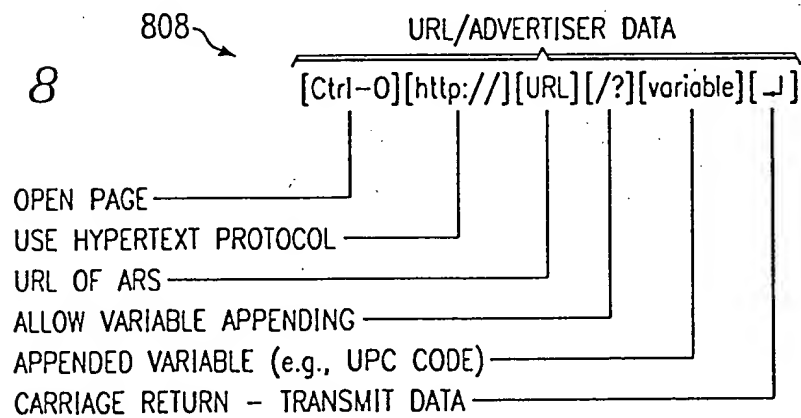 808
URL/ADVERTISER DATA
8
[Ctrl-O][http://][URL][/?][variable][↵]
OPEN PAGE
USE HYPERTEXT PROTOCOL
URL OF ARS
ALLOW VARIABLE APPENDING
APPENDED VARIABLE (e.g., UPC CODE)
CARRIAGE RETURN - TRANSMIT DATA